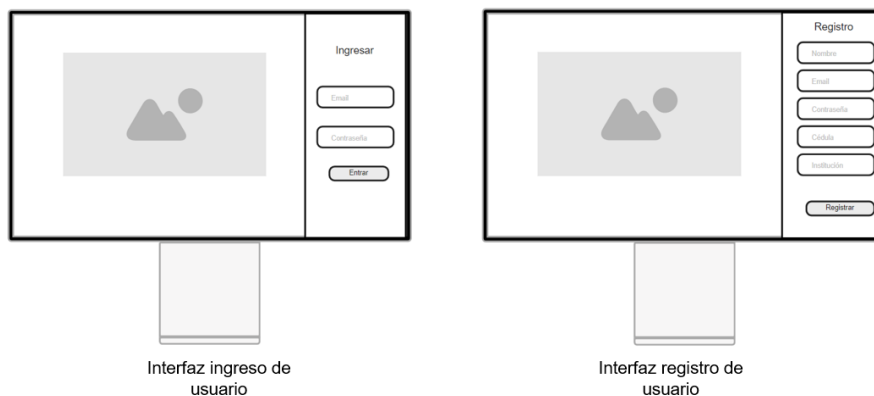 Ingresar
Email
Contraseña
Entrar
Interfaz ingreso de
usuario
Registro
Nombre
Email
Contraseña
Cédula
Institución
Registrar
Interfaz registro de
usuario